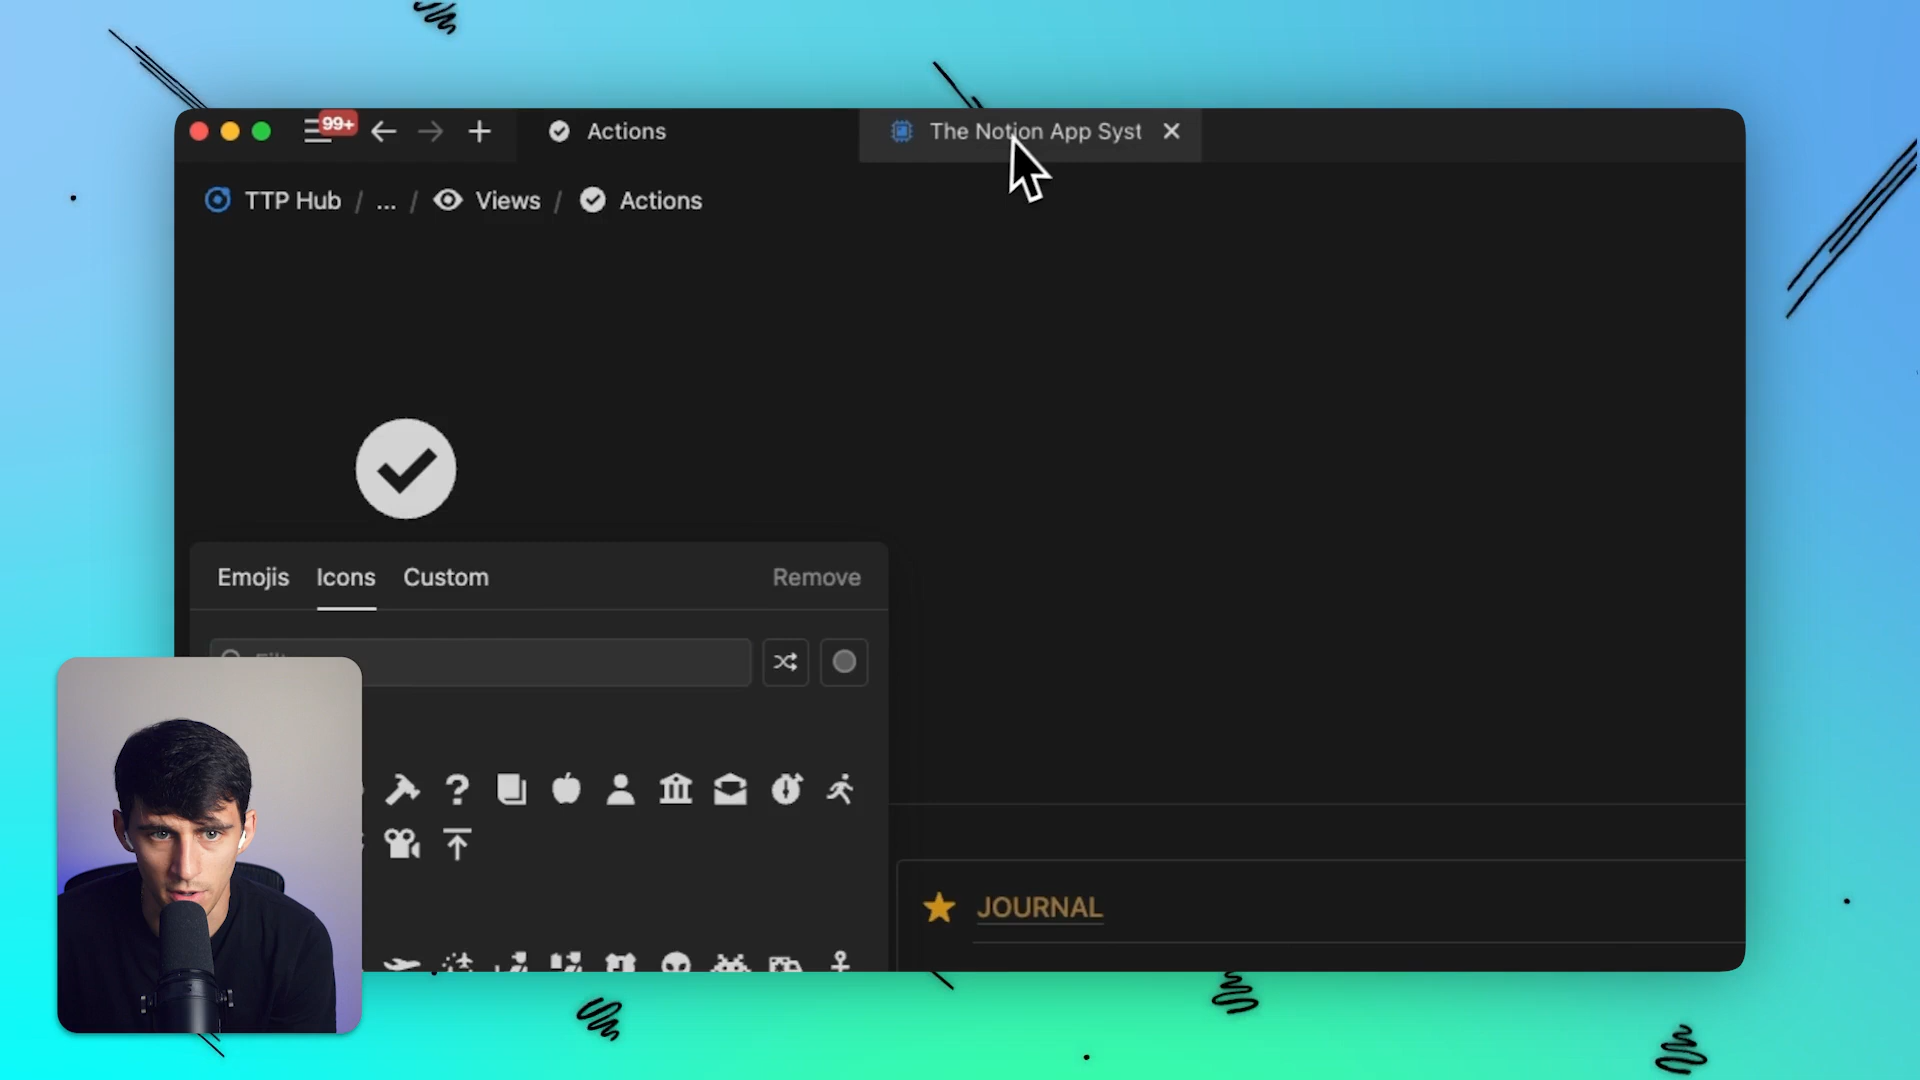 99+ Actions The Notion App Syst
TTP Hub / ... / Views / Actions
Emojis Icons Custom Remove
JOURNAL